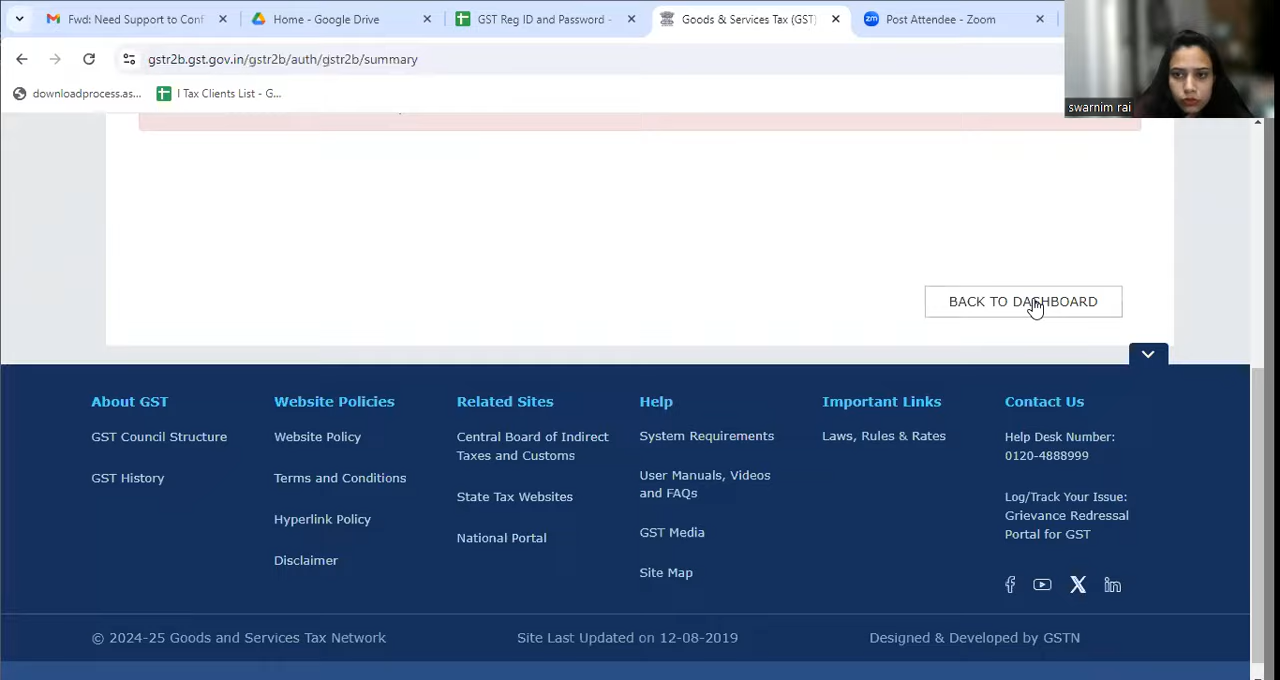 Fwd: Need Support to Conf
Home - Google Drive
GST Reg ID and Password -
Goods & Services Tax (GST)
zm Post Attendee - Zoom
gstr2b.gst.gov.in/gstr2b/auth/gstr2b/summary
downloadprocess.as...
I Tax Clients List - G...
swarnim rai
BACK TO DASHBOARD
About GST
GST Council Structure
GST History
Website Policies
Website Policy
Terms and Conditions
Hyperlink Policy
Disclaimer
Related Sites
Central Board of Indirect
Taxes and Customs
State Tax Websites
National Portal
Help
System Requirements
User Manuals, Videos
and FAQs
GST Media
Site Map
Important Links
Laws, Rules & Rates
Contact Us
Help Desk Number:
0120-4888999
Log/Track Your Issue:
Grievance Redressal
Portal for GST
© 2024-25 Goods and Services Tax Network
Site Last Updated on 12-08-2019
Designed & Developed by GSTN